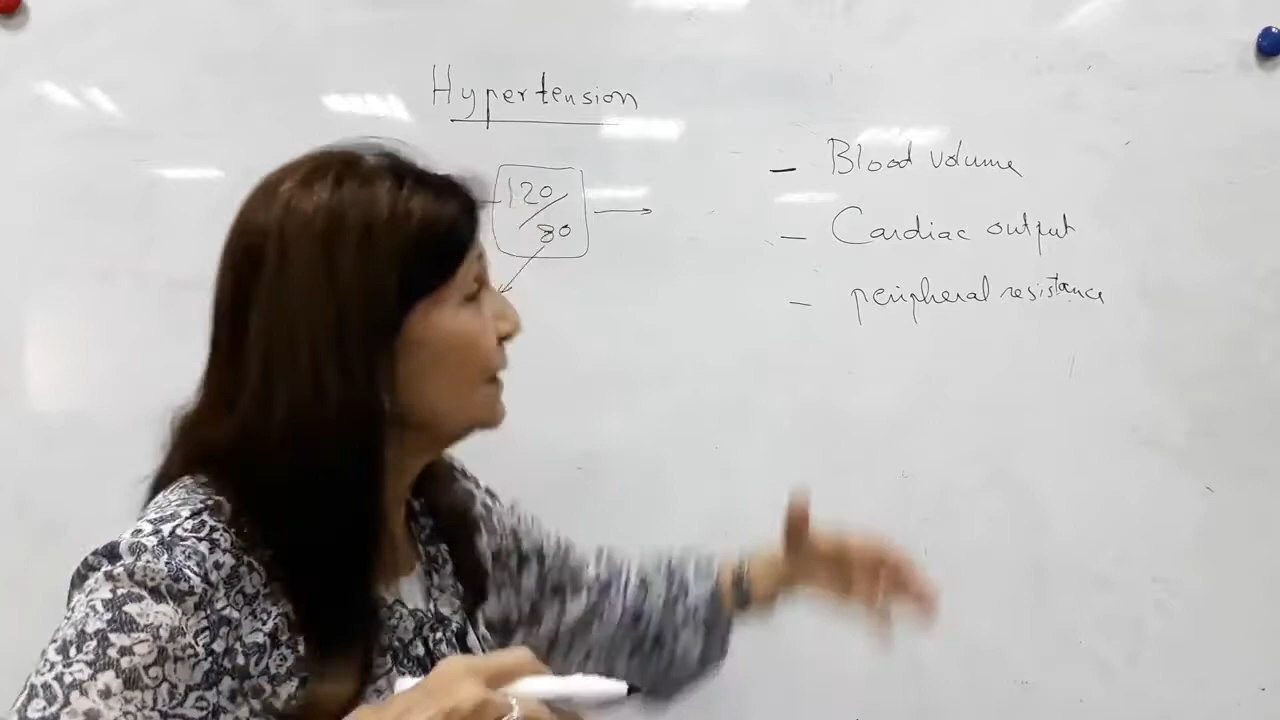 Hypertension
120/80
- Blood volume
- Cardiac output
- peripheral resistance